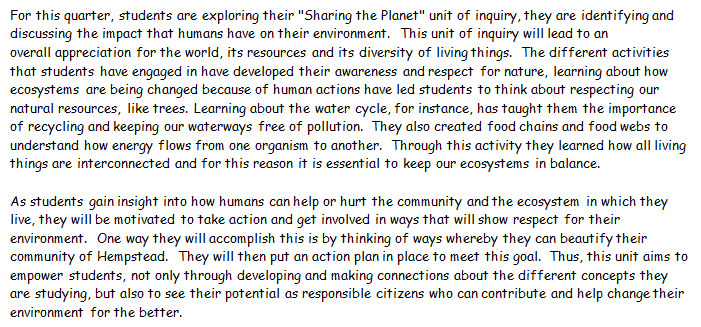 For this quarter, students are exploring their "Sharing the Planet" unit of inquiry, they are identifying and
discussing the impact that humans have on their environment.  This unit of inquiry will lead to an
overall appreciation for the world, its resources and its diversity of living things.  The different activities
that students have engaged in have developed their awareness and respect for nature, learning about how
ecosystems are being changed because of human actions have led students to think about respecting our
natural resources, like trees. Learning about the water cycle, for instance, has taught them the importance
of recycling and keeping our waterways free of pollution.  They also created food chains and food webs to
understand how energy flows from one organism to another.  Through this activity they learned how all living
things are interconnected and for this reason it is essential to keep our ecosystems in balance.

As students gain insight into how humans can help or hurt the community and the ecosystem in which they
live, they will be motivated to take action and get involved in ways that will show respect for their
environment.  One way they will accomplish this is by thinking of ways whereby they can beautify their
community of Hempstead.  They will then put an action plan in place to meet this goal.  Thus, this unit aims to
empower students, not only through developing and making connections about the different concepts they
are studying, but also to see their potential as responsible citizens who can contribute and help change their
environment for the better.